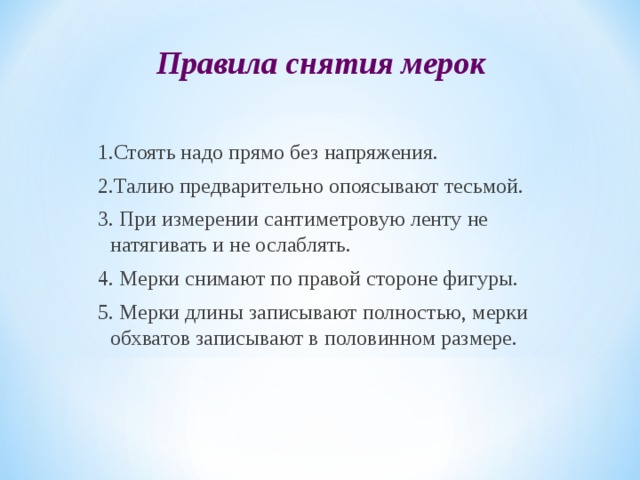 Правила снятия мерок
1.Стоять надо прямо без напряжения.
2.Талию предварительно опоясывают тесьмой.
3. При измерении сантиметровую ленту не
натягивать и не ослаблять.
4. Мерки снимают по правой стороне фигуры.
5. Мерки длины записывают полностью, мерки
обхватов записывают в половинном размере.